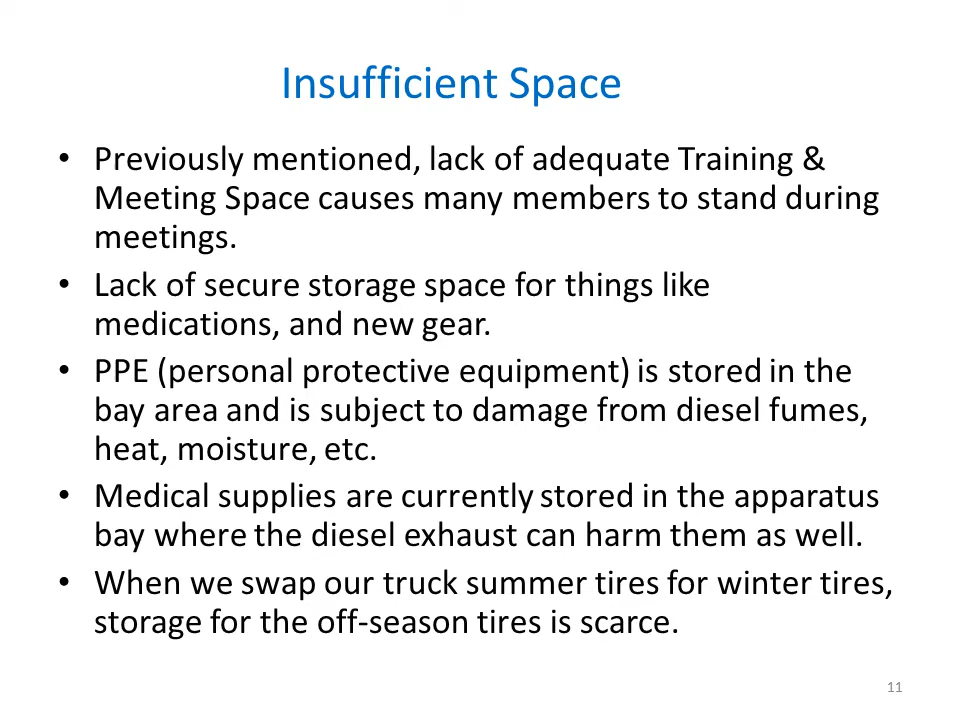 Insufficient Space
• Previously mentioned, lack of adequate Training &
Meeting Space causes many members to stand during
meetings.
• Lack of secure storage space for things like
medications, and new gear.
• PPE (personal protective equipment) is stored in the
bay area and is subject to damage from diesel fumes,
heat, moisture, etc.
• Medical supplies are currently stored in the apparatus
bay where the diesel exhaust can harm them as well.
• When we swap our truck summer tires for winter tires,
storage for the off-season tires is scarce.
11